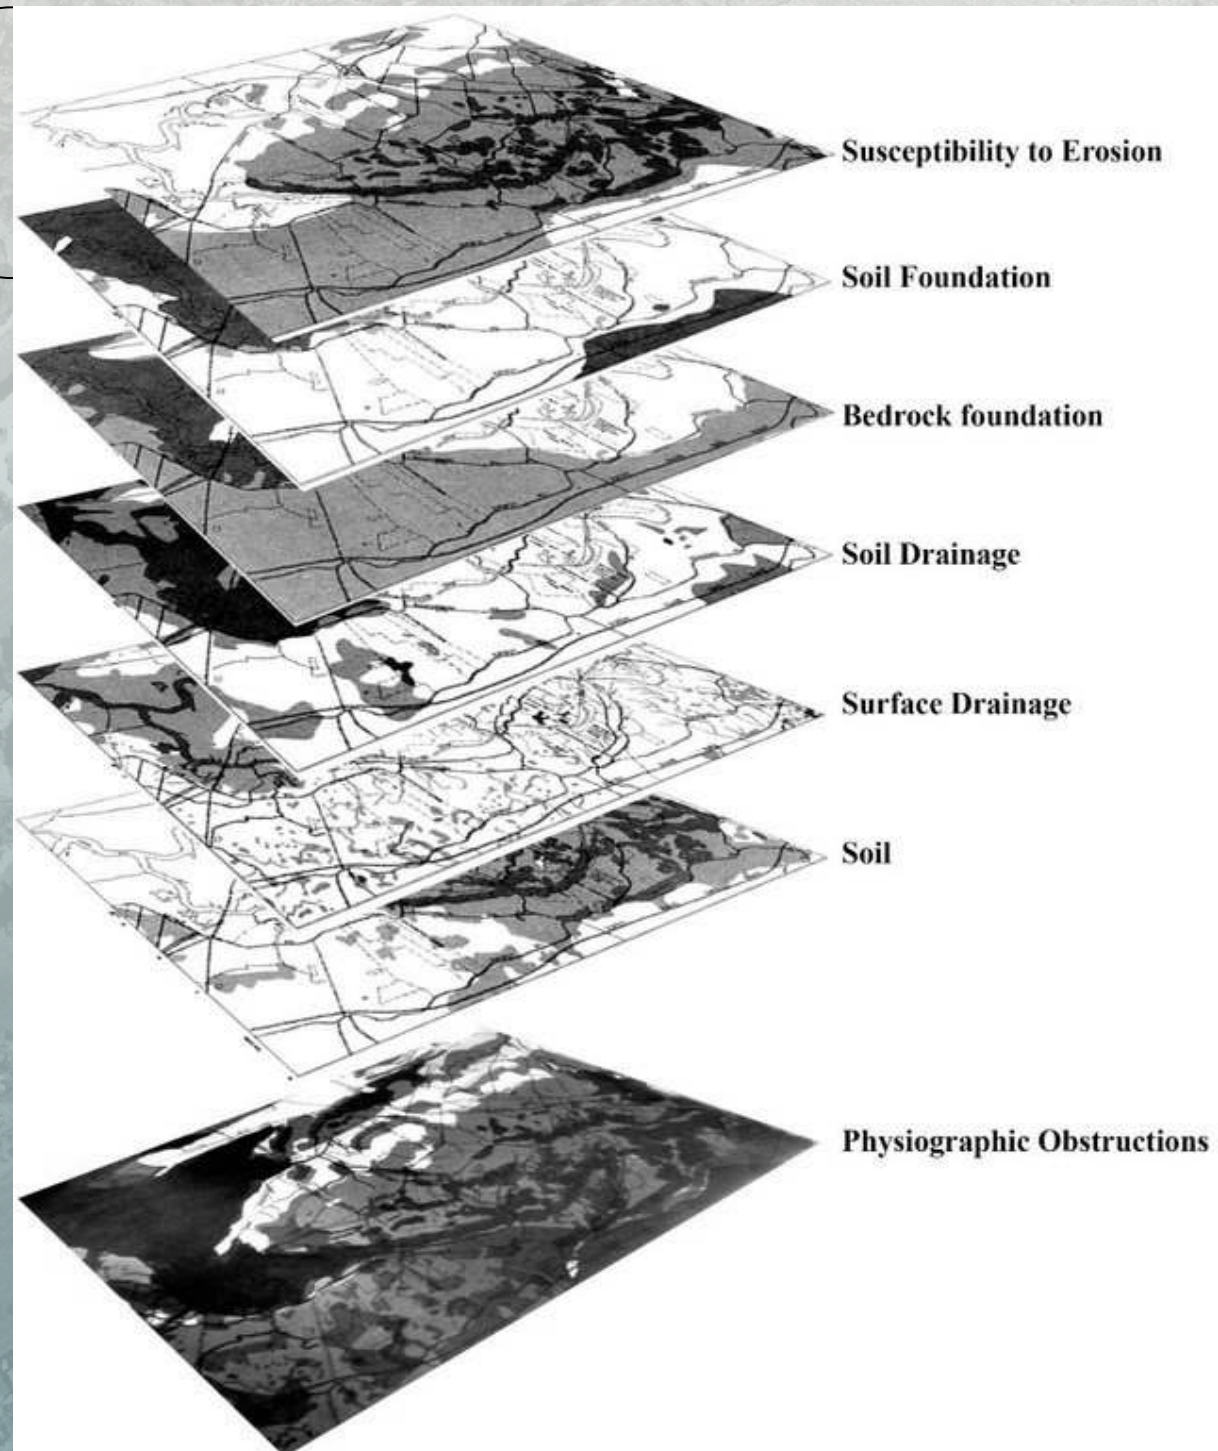 Susceptibility to Erosion
Soil Foundation
Bedrock foundation
Soil Drainage
Surface Drainage
Soil
Physiographic Obstructions